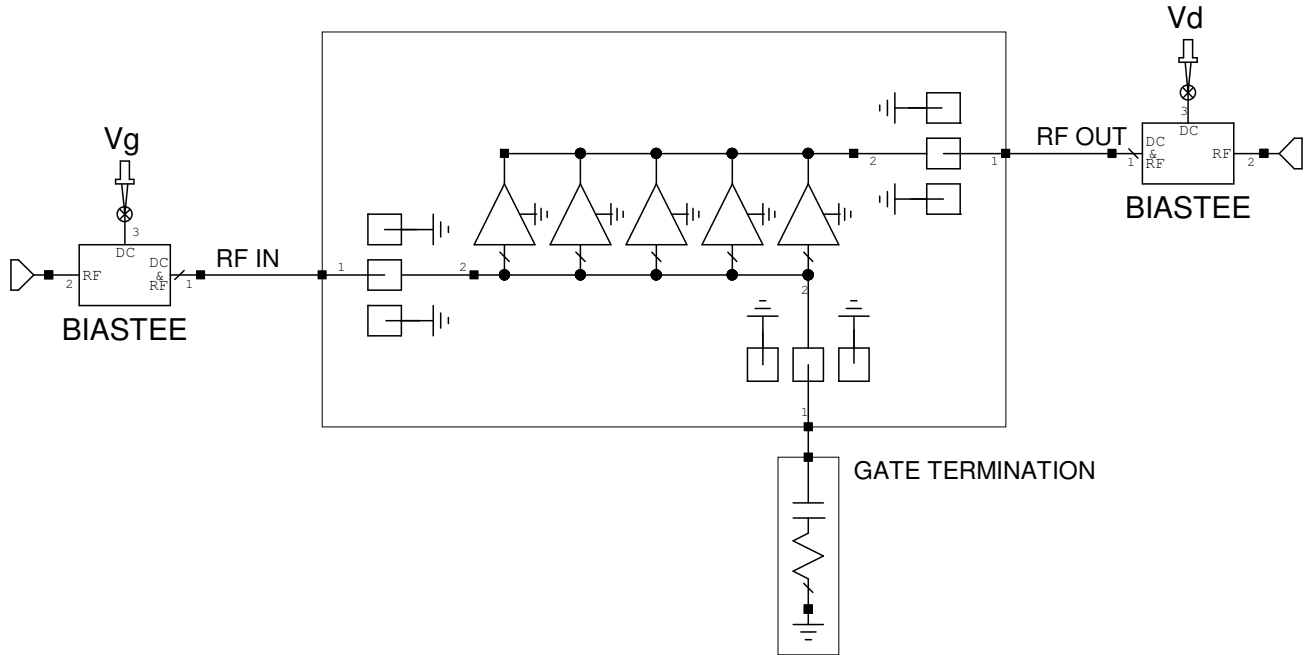 Vd
3
DC
DC
&
RF
1
RF
2
BIASTEE
RF OUT
1
2
Vg
3
DC
RF
2
DC
&
RF
1
BIASTEE
RF IN
1
2
2
1
GATE TERMINATION